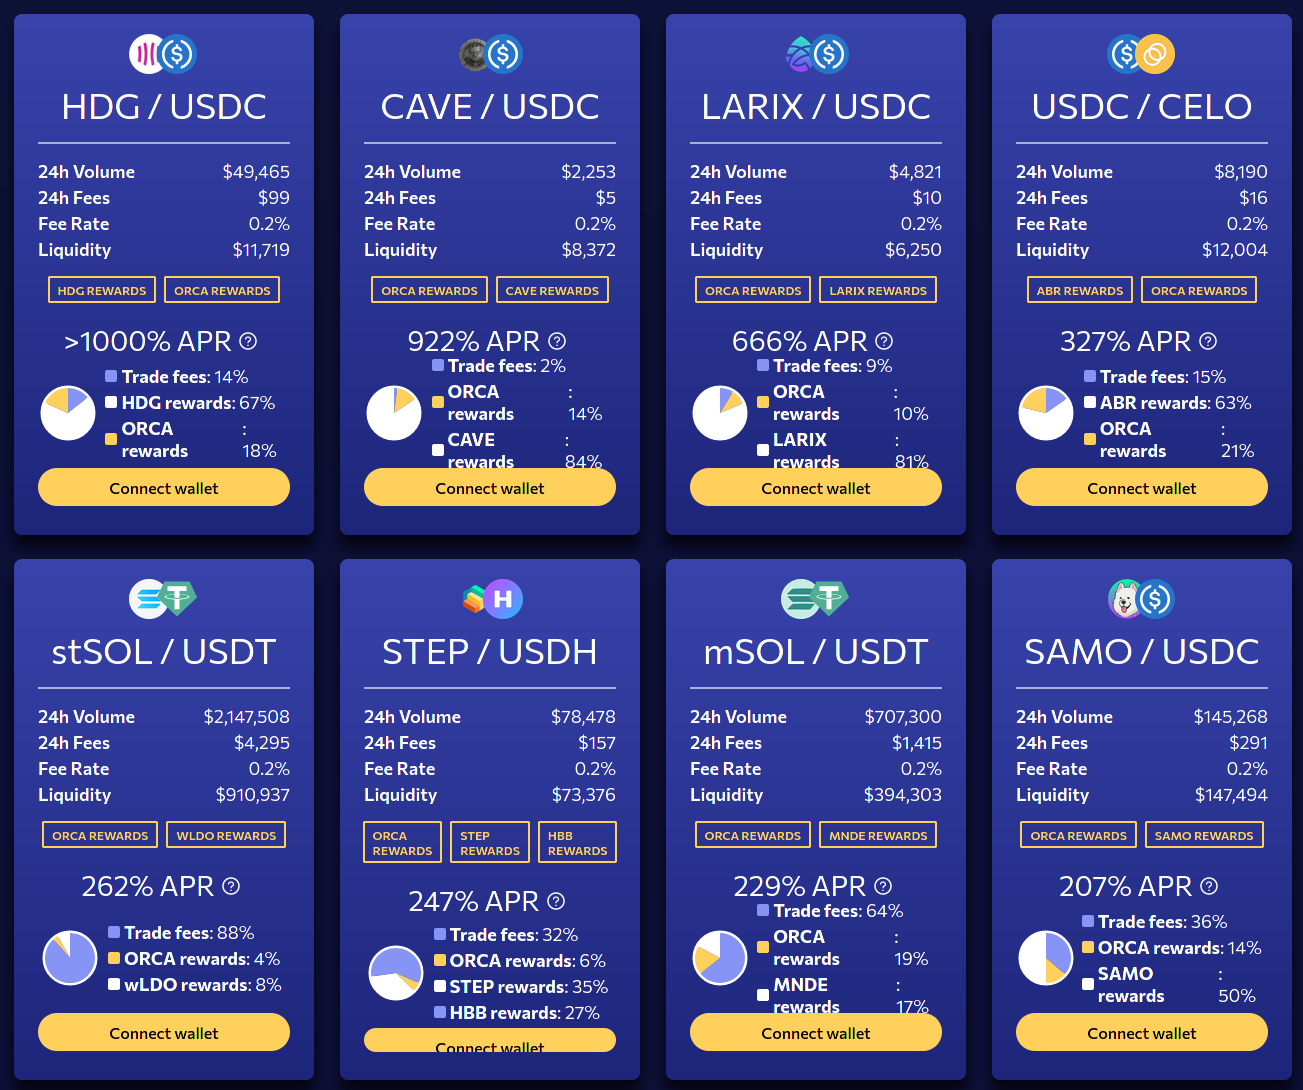 HDG / USDC
24h Volume $49,465
24h Fees $99
Fee Rate 0.2%
Liquidity $11,719
HDG REWARDS ORCA REWARDS
>1000% APR ?
Trade fees: 14%
HDG rewards: 67%
ORCA :
rewards 18%
Connect wallet
CAVE / USDC
24h Volume $2,253
24h Fees $5
Fee Rate 0.2%
Liquidity $8,372
ORCA REWARDS CAVE REWARDS
922% APR ?
Trade fees: 2%
ORCA :
rewards 14%
CAVE :
rewards 84%
Connect wallet
LARIX / USDC
24h Volume $4,821
24h Fees $10
Fee Rate 0.2%
Liquidity $6,250
ORCA REWARDS LARIX REWARDS
666% APR ?
Trade fees: 9%
ORCA :
rewards 10%
LARIX :
rewards 81%
Connect wallet
USDC / CELO
24h Volume $8,190
24h Fees $16
Fee Rate 0.2%
Liquidity $12,004
ABR REWARDS ORCA REWARDS
327% APR ?
Trade fees: 15%
ABR rewards: 63%
ORCA :
rewards 21%
Connect wallet
stSOL / USDT
24h Volume $2,147,508
24h Fees $4,295
Fee Rate 0.2%
Liquidity $910,937
ORCA REWARDS WLDO REWARDS
262% APR ?
Trade fees: 88%
ORCA rewards: 4%
wLDO rewards: 8%
Connect wallet
H
STEP / USDH
24h Volume $78,478
24h Fees $157
Fee Rate 0.2%
Liquidity $73,376
ORCA STEP HBB
REWARDS REWARDS REWARDS
247% APR ?
Trade fees: 32%
ORCA rewards: 6%
STEP rewards: 35%
HBB rewards: 27%
Connect wallet
mSOL / USDT
24h Volume $707,300
24h Fees $1,415
Fee Rate 0.2%
Liquidity $394,303
ORCA REWARDS MNDE REWARDS
229% APR ?
Trade fees: 64%
ORCA :
rewards 19%
MNDE :
rewards 17%
Connect wallet
SAMO / USDC
24h Volume $145,268
24h Fees $291
Fee Rate 0.2%
Liquidity $147,494
ORCA REWARDS SAMO REWARDS
207% APR ?
Trade fees: 36%
ORCA rewards: 14%
SAMO :
rewards 50%
Connect wallet